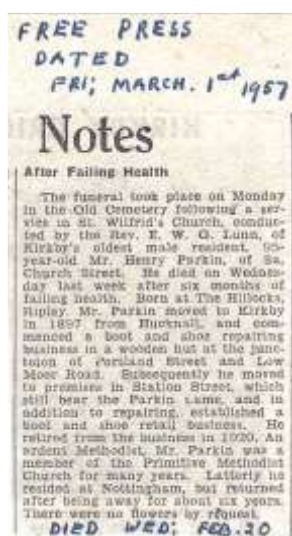 FREE PRESS
DATED
FRI; MARCH. 1st 1957
Notes
After Failing Health
The funeral took place on Monday
in the Old Cemetery following a ser-
vice in St. Wilfrid's Church, conduc-
ted by the Rev. E. W. G. Lunn, of
Kirkby's oldest male resident, 95-
year-old Mr. Henry Parkin, of 8a,
Church Street. He died on Wednes-
day last week after six months of
failing health. Born at The Hillocks,
Ripley, Mr. Parkin moved to Kirkby
in 1897 from Hucknall, and com-
menced a boot and shoe repairing
business in a wooden hut at the junc-
tion of Portland Street and Low
Moor Road. Subsequently he moved
to premises in Station Street, which
still bear the Parkin name, and in
addition to repairing, established a
boot and shoe retail business. He
retired from the business in 1920. An
ardent Methodist, Mr. Parkin was a
member of the Primitive Methodist
Church for many years. Latterly he
resided at Nottingham, but returned
after being away for about six years.
There were no flowers by request.
DIED WED; FEB. 20